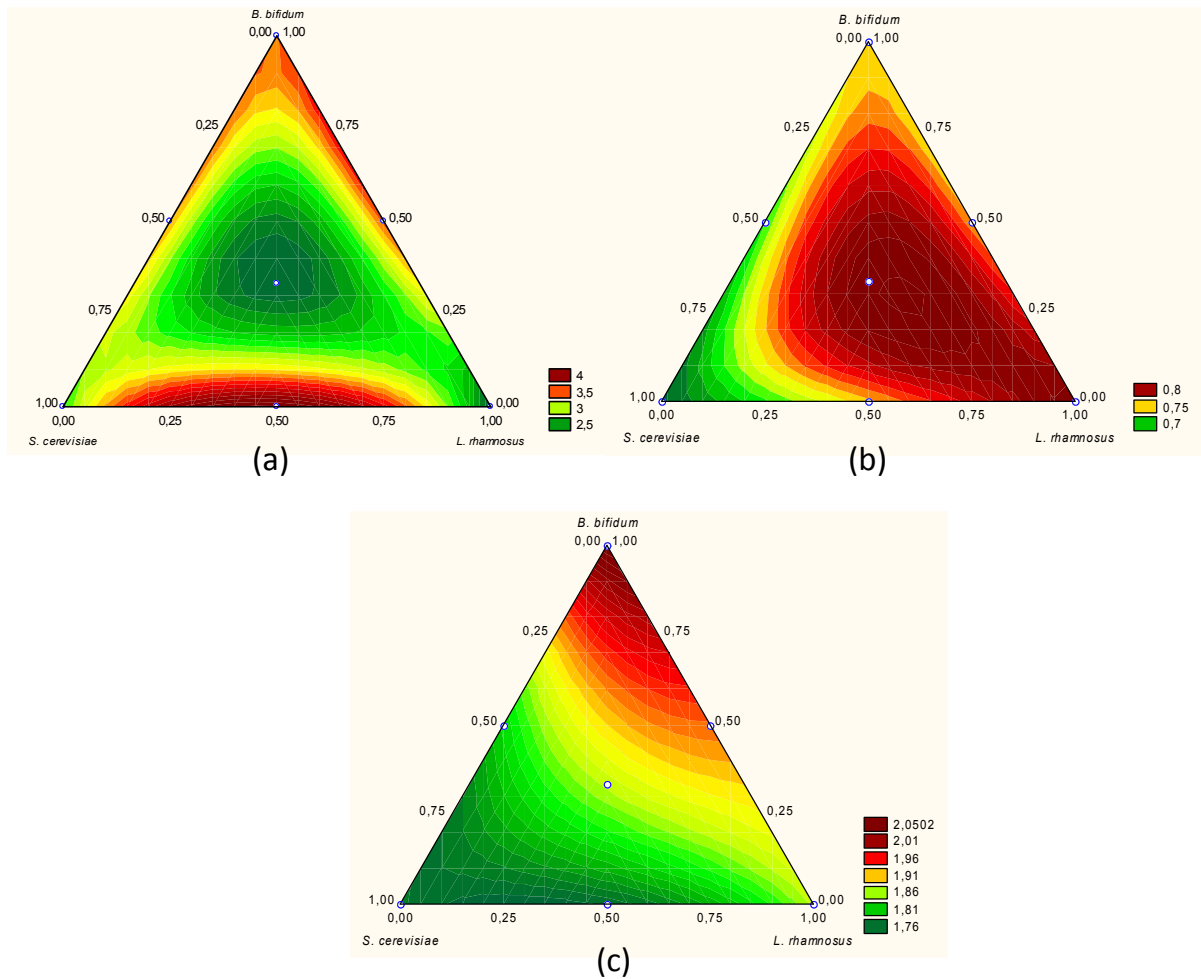 B. bifidum
0,00 1,00
0,25 0,75
0,50 0,50
0,75 0,25
1,00 0,00
0,00 0,25 0,50 0,75 1,00
S. cerevisiae L. rhamnosus
4
3,5
3
2,5
(a)
B. bifidum
0,00 1,00
0,25 0,75
0,50 0,50
0,75 0,25
1,00 0,00
0,00 0,25 0,50 0,75 1,00
S. cerevisiae L. rhamnosus
0,8
0,75
0,7
(b)
B. bifidum
0,00 1,00
0,25 0,75
0,50 0,50
0,75 0,25
1,00 0,00
0,00 0,25 0,50 0,75 1,00
S. cerevisiae L. rhamnosus
2,0502
2,01
1,96
1,91
1,86
1,81
1,76
(c)